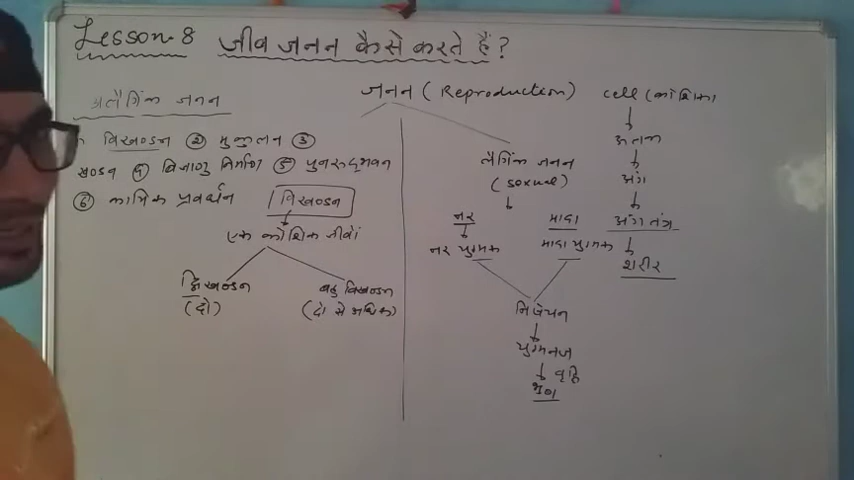 Lesson 8 जीव जनन कैसे करते हैं?
जनन (Reproduction)
अलैंगिक जनन
विखण्डन ② मुकुलन ③
खण्डन ④ बिजाणु निर्माण ⑤ पुनरुद्भवन
⑥ कायिक प्रवर्धन
विखण्डन
एक कोशिक जीवों
द्विखण्डन
(दो)
बहु विखण्डन
(दो से अधिक)
लैगिंक जनन
(sexual)
नर
मादा
नर युग्मक
मादा युग्मक
निषेचन
युग्मनज
वृद्धि
भ्रूण
cell (कोशिका)
ऊतक
अंग
अंग तंत्र
शरीर